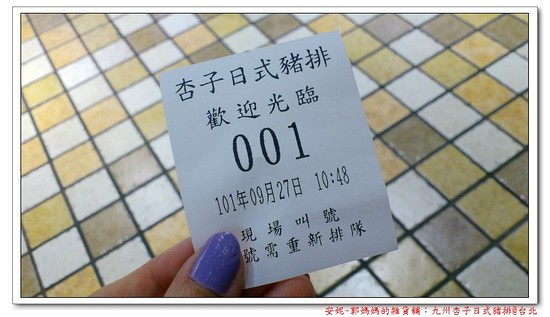 杏子日式豬排
歡迎光臨
001
101年09月27日 10:48
現場叫號
號需重新排隊
安妮-郭媽媽的雜貨鋪：九州杏子日式豬排@台北